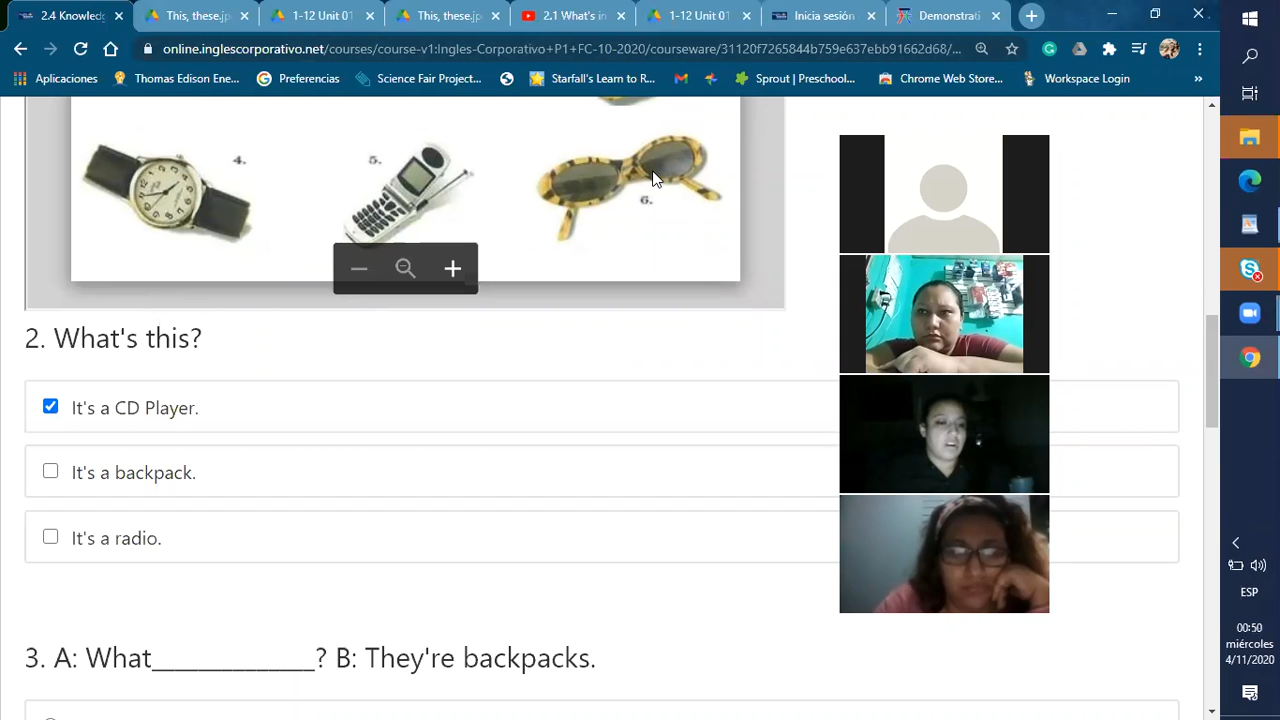 2.4 Knowledg
This, these.jp
1-12 Unit 01
This, these.jp
2.1 What's in
1-12 Unit 01
Inicia sesión
Demonstrati
online.inglescorporativo.net/courses/course-v1:Ingles-Corporativo+P1+FC-10-2020/courseware/31120f7265844b759e637ebb91662d68/...
Aplicaciones
Thomas Edison Ene...
Preferencias
Science Fair Project...
Starfall's Learn to R...
Sprout | Preschool...
Chrome Web Store...
Workspace Login
»
4.
5.
6.
2. What's this?
It's a CD Player.
It's a backpack.
It's a radio.
3. A: What_____________? B: They're backpacks.
ESP
00:50
miércoles
4/11/2020